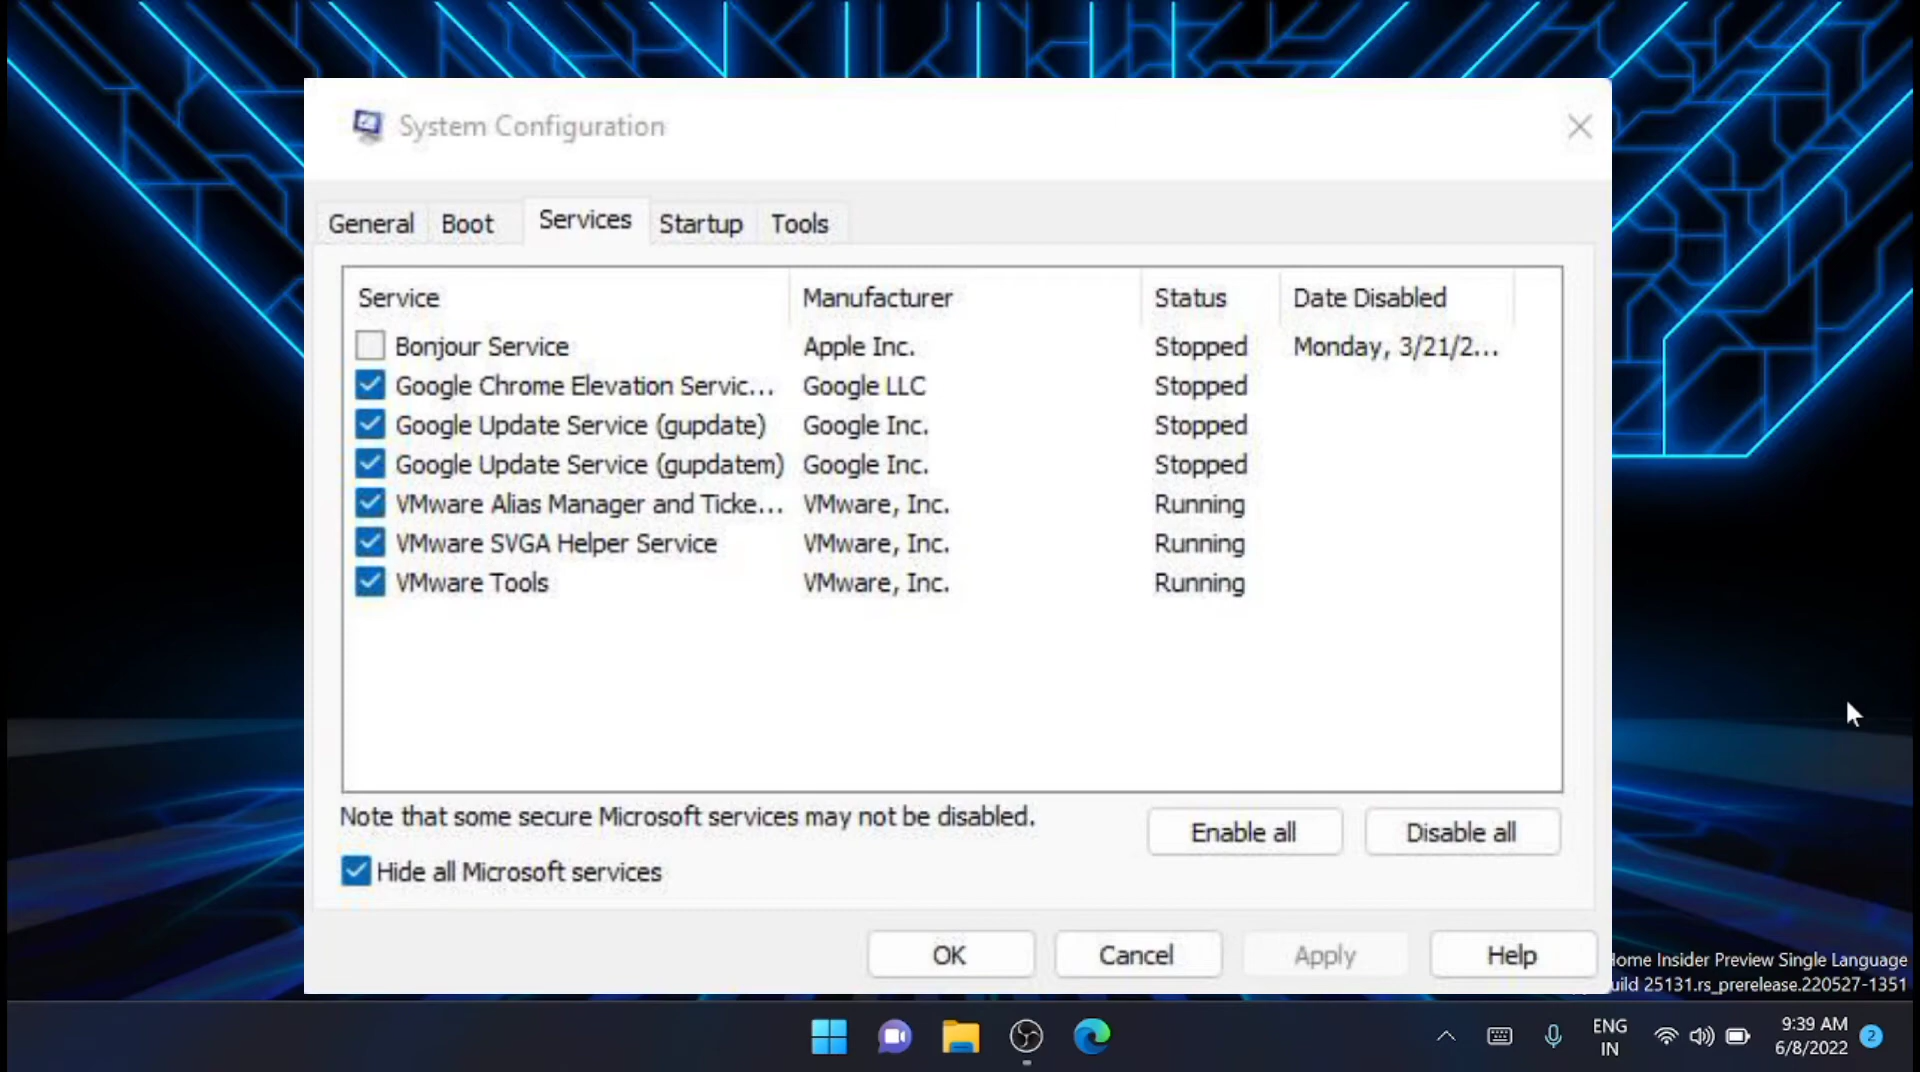 System Configuration
General Boot Services Startup Tools
Service Manufacturer Status Date Disabled
Bonjour Service Apple Inc. Stopped Monday, 3/21/2...
Google Chrome Elevation Servic... Google LLC Stopped
Google Update Service (gupdate) Google Inc. Stopped
Google Update Service (gupdatem) Google Inc. Stopped
VMware Alias Manager and Ticke... VMware, Inc. Running
VMware SVGA Helper Service VMware, Inc. Running
VMware Tools VMware, Inc. Running
Note that some secure Microsoft services may not be disabled.
Enable all Disable all
Hide all Microsoft services
OK Cancel Apply Help
Insider Preview Single Language
25131.rs_prerelease.220527-1351
ENG 9:39 AM
IN 6/8/2022 2